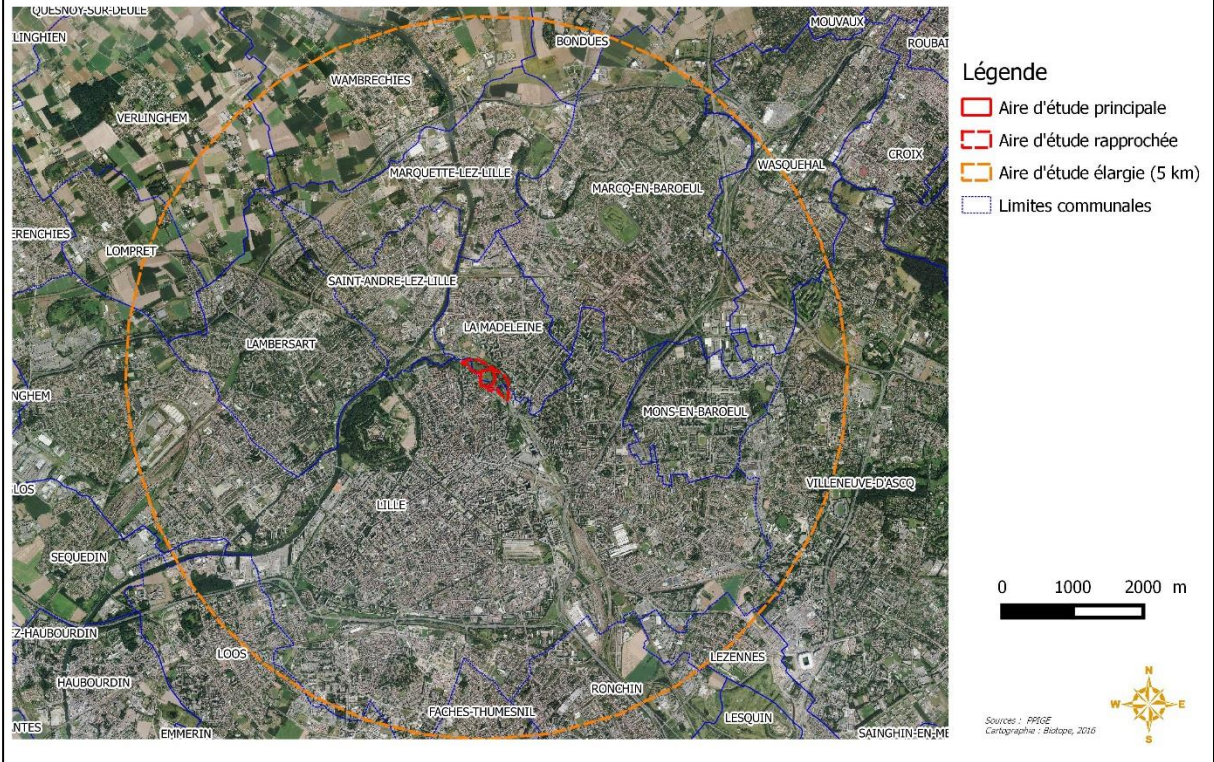 QUESNOY-SUR-DEULE
LINGHIEN
MOUVAUX
ROUBAI
BONDUES
WAMBRECHIES
VERLINGHEM
CROIX
WASQUEHAL
MARQUETTE-LEZ-LILLE
MARCQ-EN-BAROEUL
ERENCHIES
LOMPRET
SAINT-ANDRE-LEZ-LILLE
LA MADELEINE
LAMBERSART
NGHEM
MONS-EN-BAROEUL
VILLENEUVE-D'ASCQ
GLOS
LILLE
SEQUEDIN
Z-HAUBOURDIN
LOOS
LEZENNES
HAUBOURDIN
RONCHIN
FACHES-THUMESNIL
LESQUIN
NTES
EMMERIN
SAINGHIN-EN-ME
Légende
Aire d'étude principale
Aire d'étude rapprochée
Aire d'étude élargie (5 km)
Limites communales
0 1000 2000 m
N
W E
S
Sources : PPIGE
Cartographie : Biotope, 2016